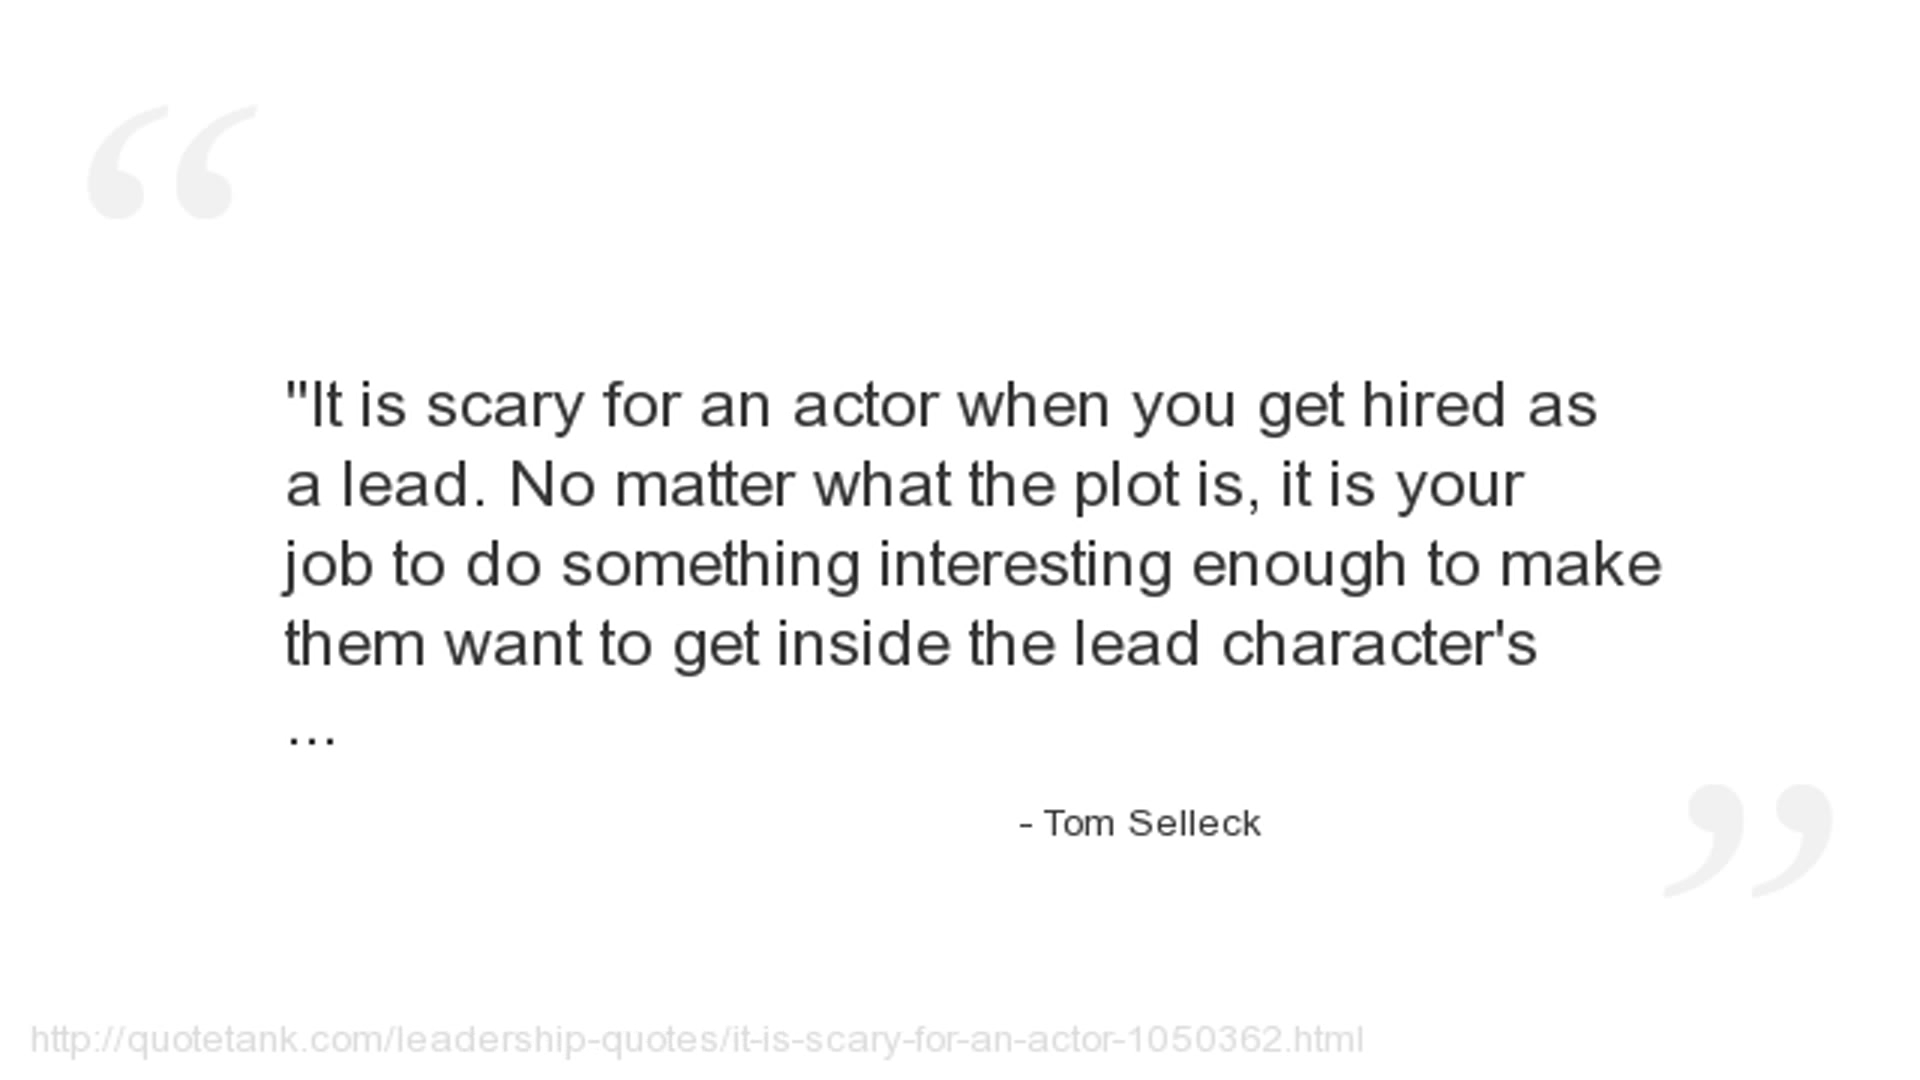 “
"It is scary for an actor when you get hired as
a lead. No matter what the plot is, it is your
job to do something interesting enough to make
them want to get inside the lead character's
...
- Tom Selleck
”
http://quotetank.com/leadership-quotes/it-is-scary-for-an-actor-1050362.html